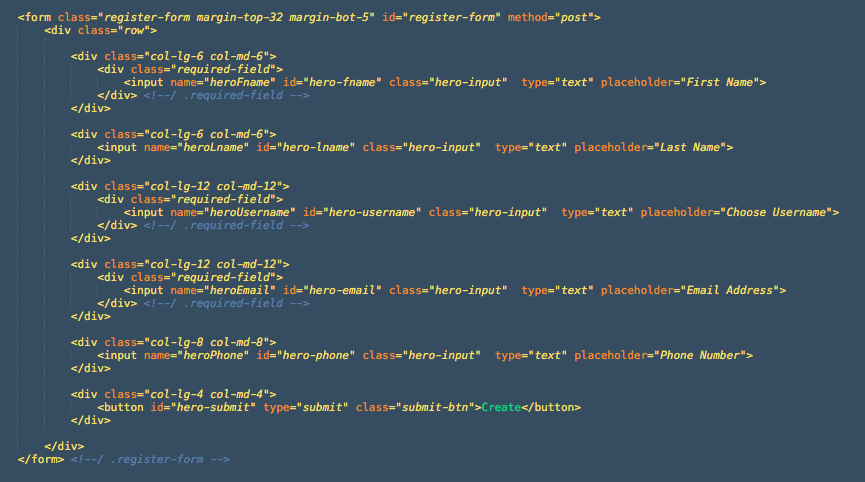 <form class="register-form margin-top-32 margin-bot-5" id="register-form" method="post">
    <div class="row">

        <div class="col-lg-6 col-md-6">
            <div class="required-field">
                <input name="heroFname" id="hero-fname" class="hero-input"  type="text" placeholder="First Name">
            </div> <!--/ .required-field -->
        </div>

        <div class="col-lg-6 col-md-6">
            <input name="heroLname" id="hero-lname" class="hero-input"  type="text" placeholder="Last Name">
        </div>

        <div class="col-lg-12 col-md-12">
            <div class="required-field">
                <input name="heroUsername" id="hero-username" class="hero-input"  type="text" placeholder="Choose Username">
            </div> <!--/ .required-field -->
        </div>

        <div class="col-lg-12 col-md-12">
            <div class="required-field">
                <input name="heroEmail" id="hero-email" class="hero-input"  type="text" placeholder="Email Address">
            </div> <!--/ .required-field -->
        </div>

        <div class="col-lg-8 col-md-8">
            <input name="heroPhone" id="hero-phone" class="hero-input"  type="text" placeholder="Phone Number">
        </div>

        <div class="col-lg-4 col-md-4">
            <button id="hero-submit" type="submit" class="submit-btn">Create</button>
        </div>

    </div>
</form> <!--/ .register-form -->